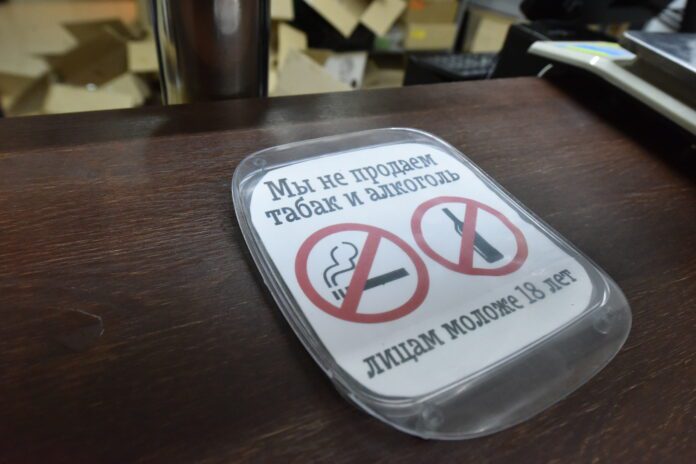 Мы не продаем
табак и алкоголь
лицам моложе 18 лет